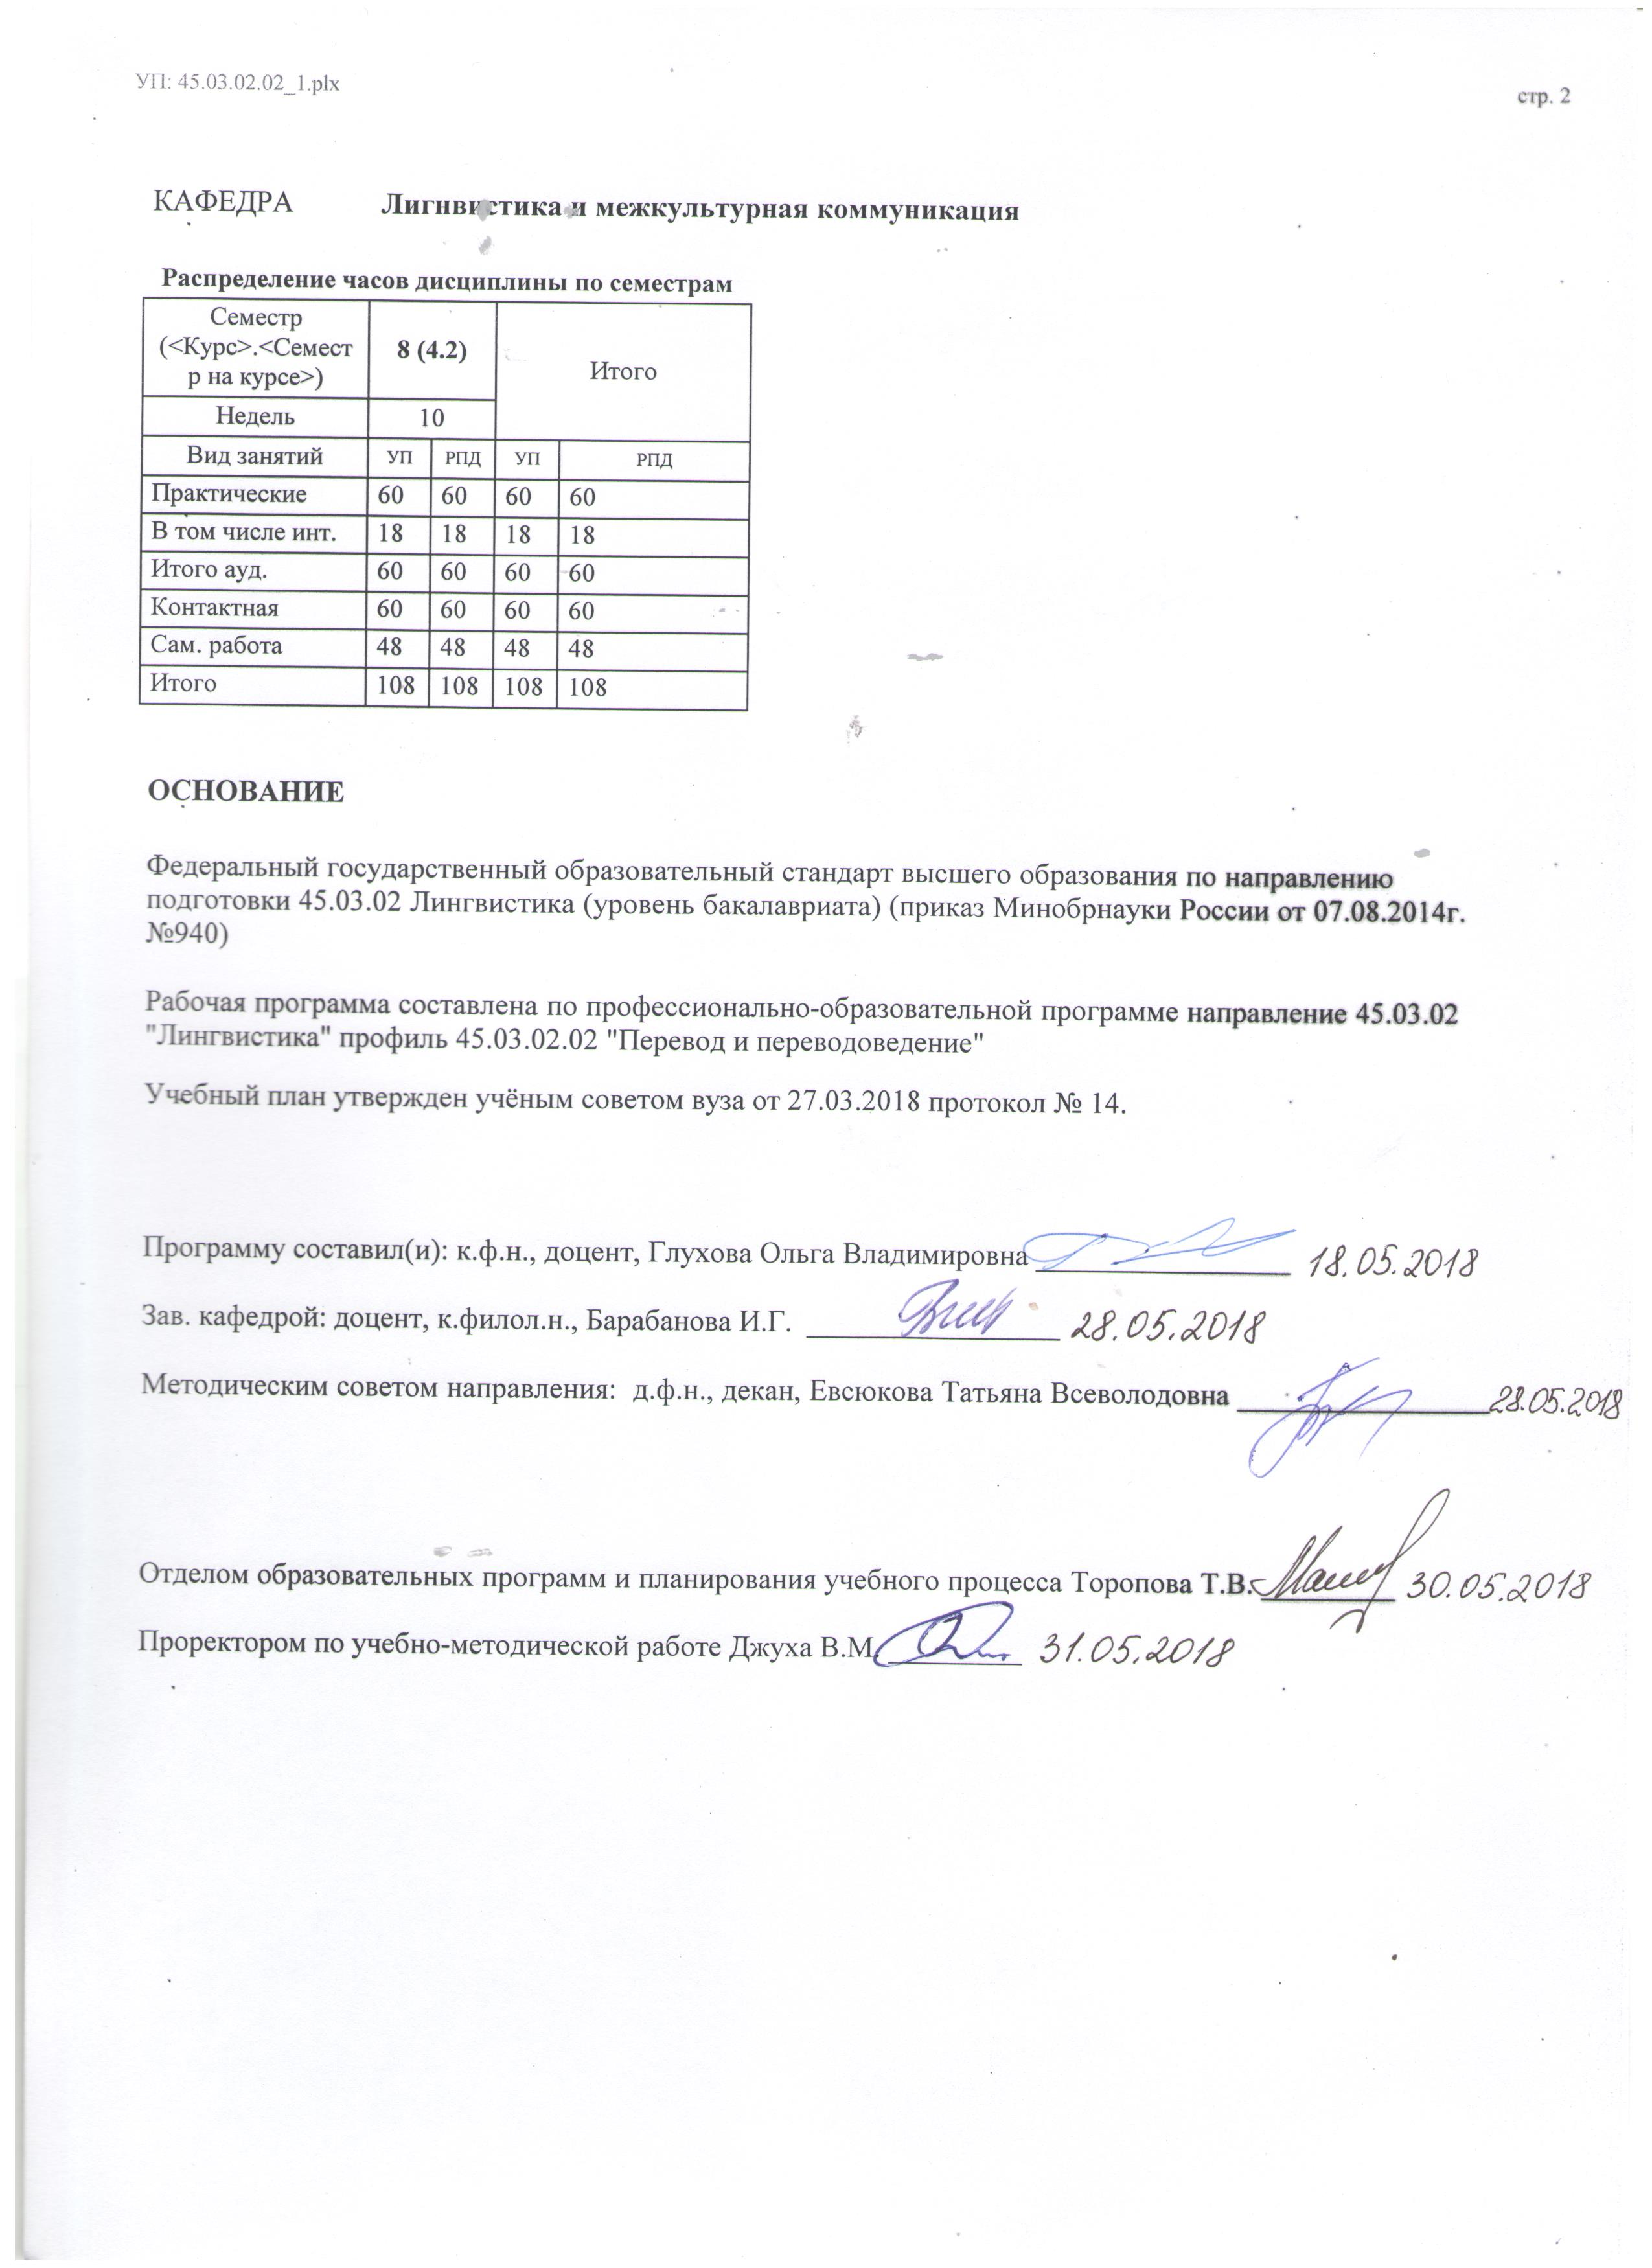 УП: 45.03.02.02_1.plx
стр. 2
КАФЕДРА Лигнвистика и межкультурная коммуникация
Распределение часов дисциплины по семестрам
Семестр
(<Курс>.<Семест
р на курсе>)
8 (4.2)
Итого
Недель 10
Вид занятий УП РПД УП РПД
Практические 60 60 60 60
В том числе инт. 18 18 18 18
Итого ауд. 60 60 60 60
Контактная 60 60 60 60
Сам. работа 48 48 48 48
Итого 108 108 108 108
ОСНОВАНИЕ
Федеральный государственный образовательный стандарт высшего образования по направлению
подготовки 45.03.02 Лингвистика (уровень бакалавриата) (приказ Минобрнауки России от 07.08.2014г.
№940)
Рабочая программа составлена по профессионально-образовательной программе направление 45.03.02
"Лингвистика" профиль 45.03.02.02 "Перевод и переводоведение"
Учебный план утвержден учёным советом вуза от 27.03.2018 протокол № 14.
Программу составил(и): к.ф.н., доцент, Глухова Ольга Владимировна 18.05.2018
Зав. кафедрой: доцент, к.филол.н., Барабанова И.Г. 28.05.2018
Методическим советом направления: д.ф.н., декан, Евсюкова Татьяна Всеволодовна 28.05.2018
Отделом образовательных программ и планирования учебного процесса Торопова Т.В. 30.05.2018
Проректором по учебно-методической работе Джуха В.М. 31.05.2018